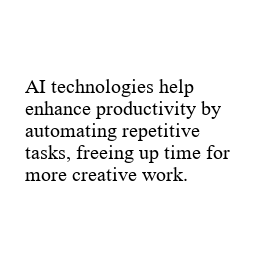 AI technologies help
enhance productivity by
automating repetitive
tasks, freeing up time for
more creative work.